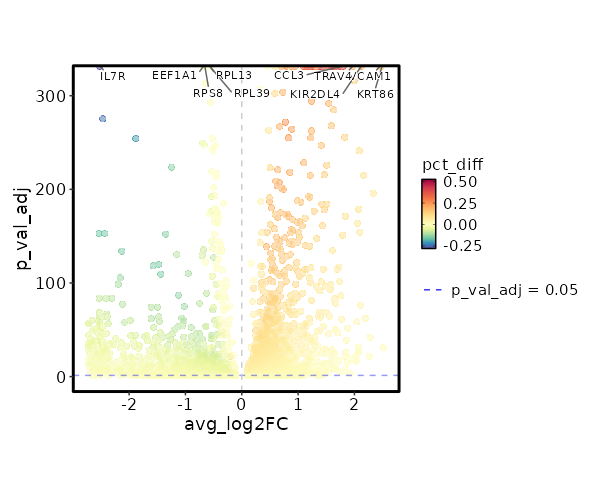 IL7R
EEF1A1
RPL13
CCL3
TRAV4/CAM1
RPS8
RPL39
KIR2DL4
KRT86
300
200
100
0
p_val_adj
-2
-1
0
1
2
avg_log2FC
pct_diff
0.50
0.25
0.00
-0.25
p_val_adj = 0.05